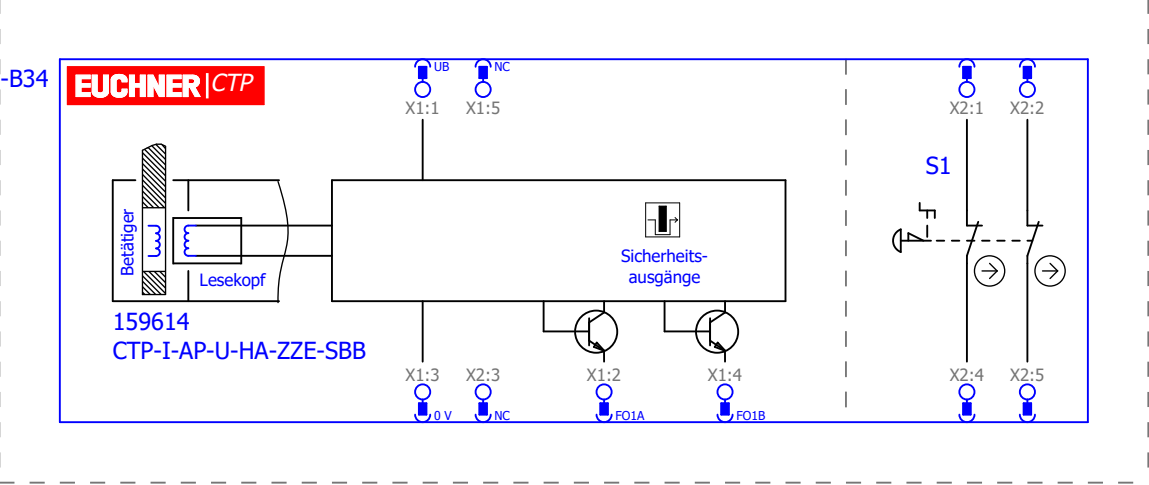 -B34
EUCHNER|CTP
UB
NC
X1:1
X1:5
X2:1
X2:2
S1
Betätiger
Lesekopf
Sicherheits-
ausgänge
159614
CTP-I-AP-U-HA-ZZE-SBB
X1:3
X2:3
X1:2
X1:4
X2:4
X2:5
0 V
NC
FO1A
FO1B